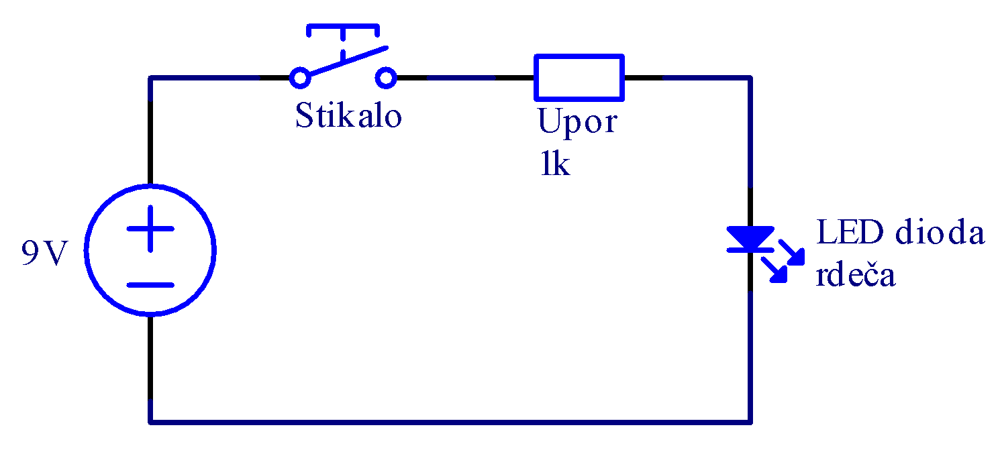 Stikalo
Upor
1k
9V
LED dioda
rdeča